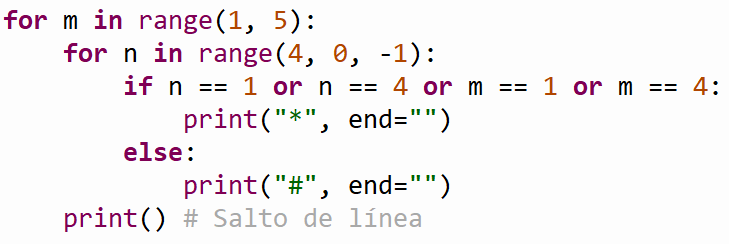 for m in range(1, 5):
    for n in range(4, 0, -1):
        if n == 1 or n == 4 or m == 1 or m == 4:
            print("*", end="")
        else:
            print("#", end="")
    print() # Salto de línea